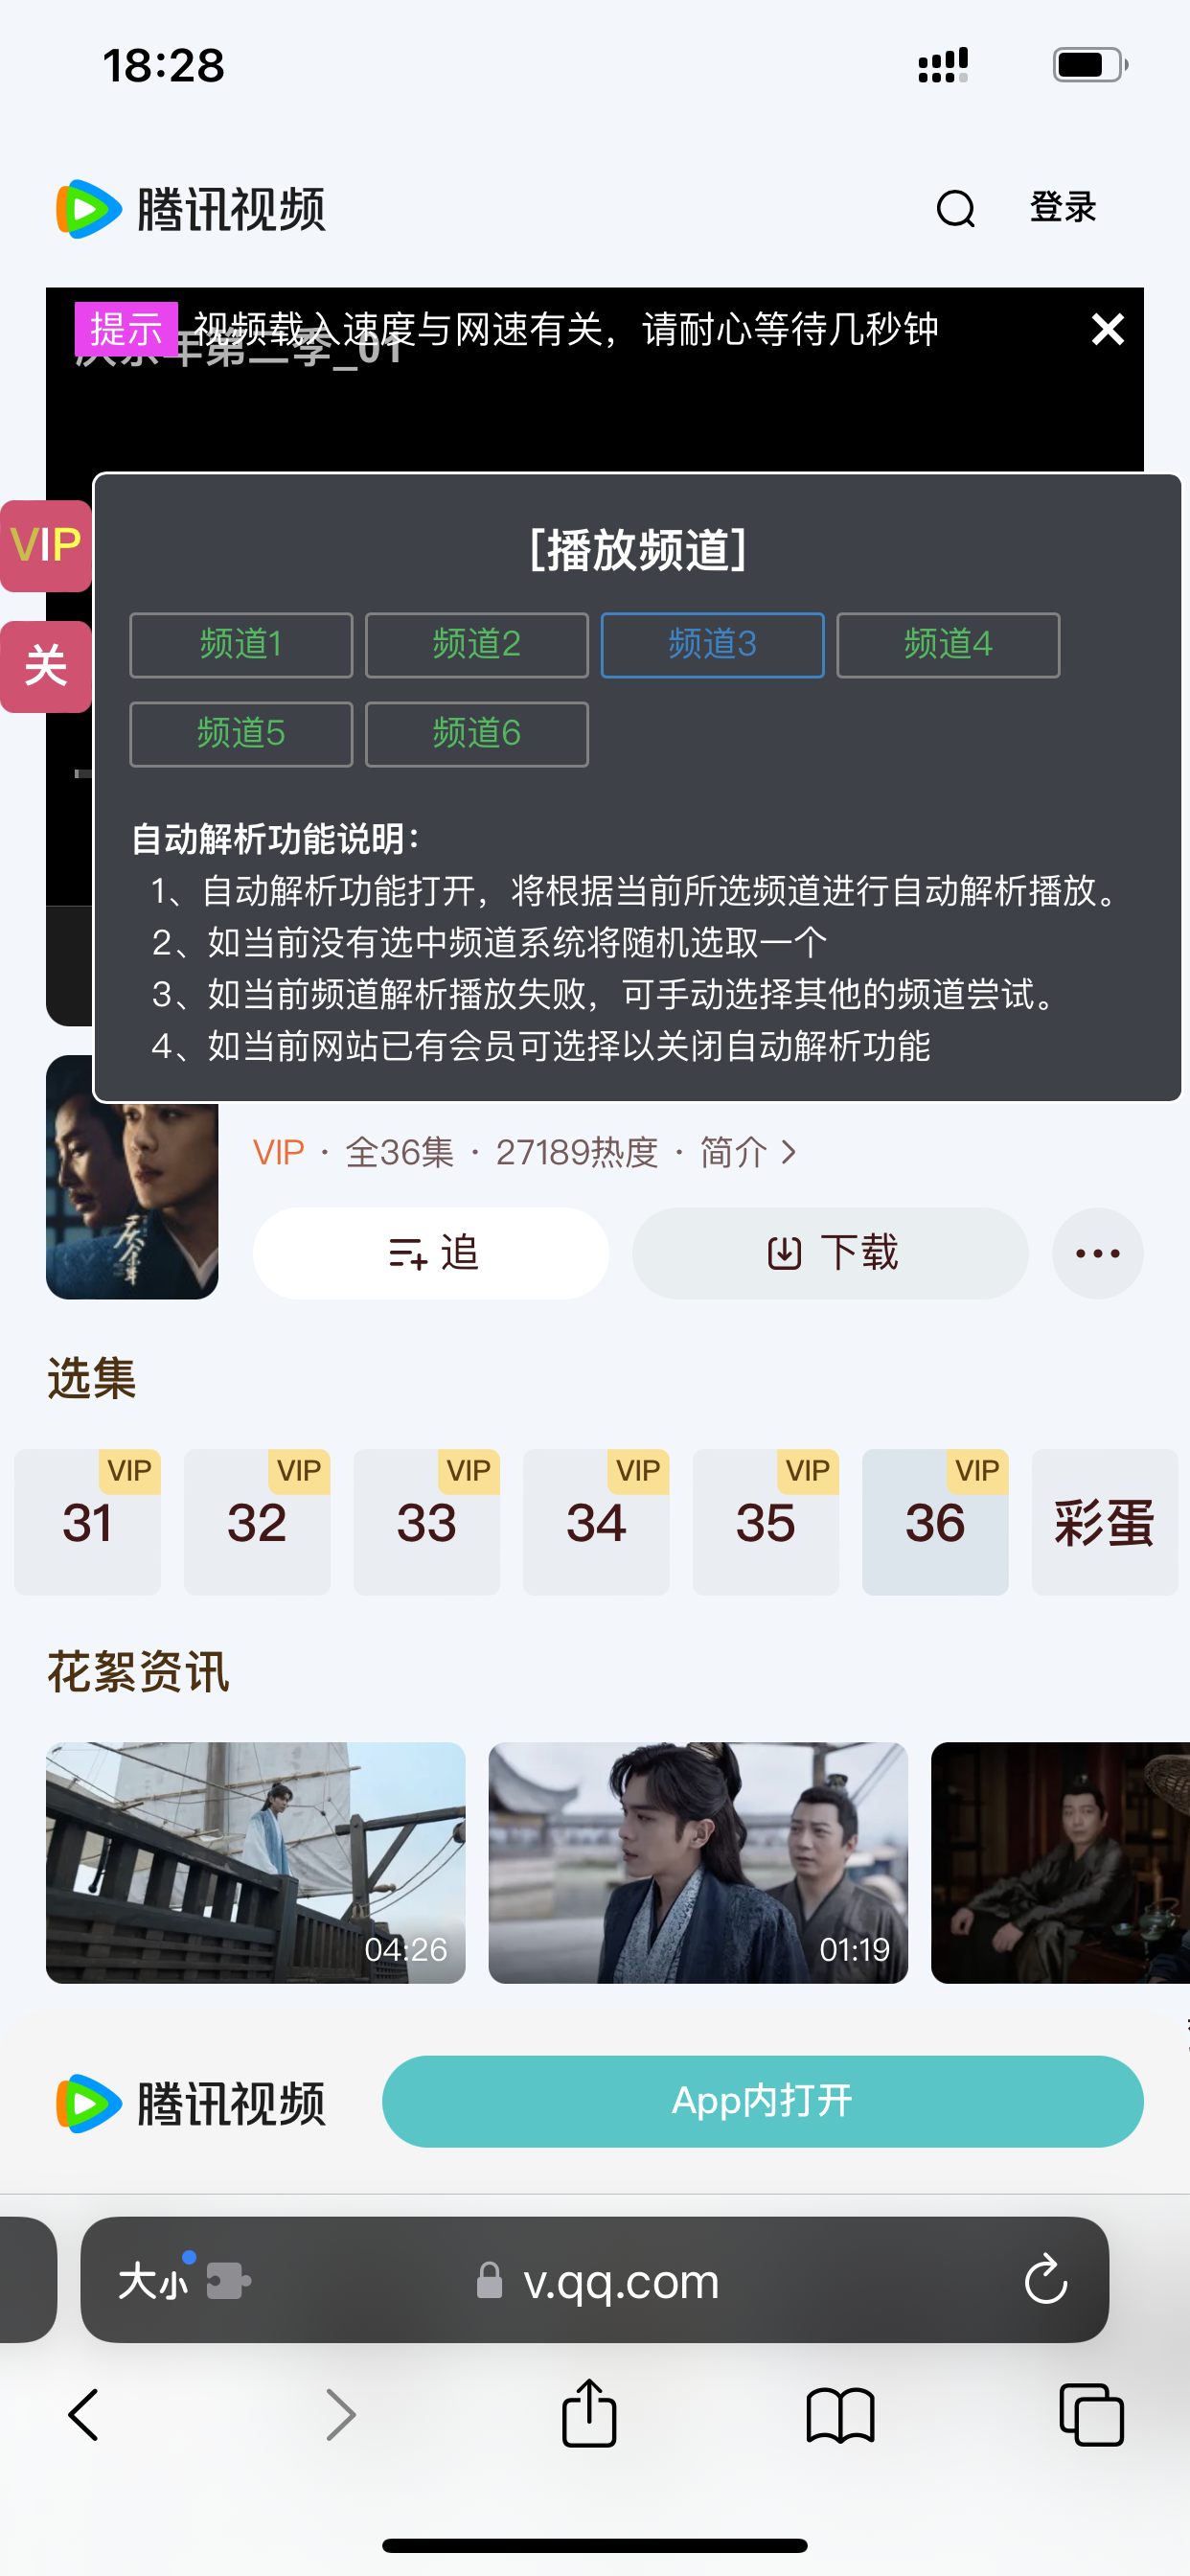 18:28
腾讯视频
登录
提示 视频载入速度与网速有关，请耐心等待几秒钟
年第二季_01
[播放频道]
VIP
频道1 频道2 频道3 频道4
关
频道5 频道6
自动解析功能说明：
1、自动解析功能打开，将根据当前所选频道进行自动解析播放。
2、如当前没有选中频道系统将随机选取一个
3、如当前频道解析播放失败，可手动选择其他的频道尝试。
4、如当前网站已有会员可选择以关闭自动解析功能
庆余年
VIP · 全36集 · 27189热度 · 简介
追 下载
选集
VIP VIP VIP VIP VIP VIP
31 32 33 34 35 36 彩蛋
花絮资讯
04:26 01:19
腾讯视频 App内打开
大小 v.qq.com